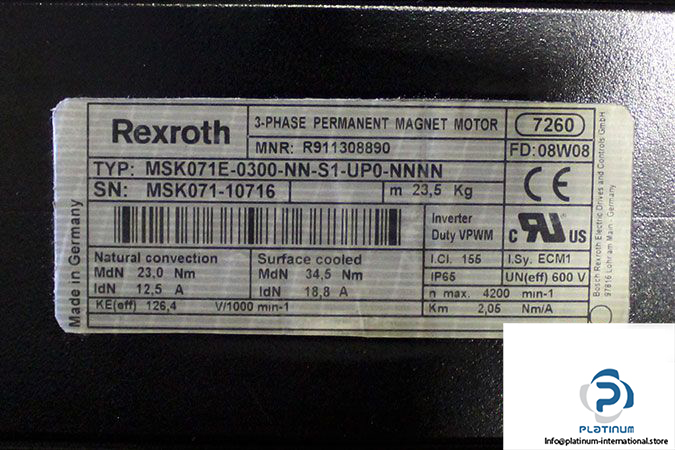 Rexroth
3-PHASE PERMANENT MAGNET MOTOR
7260
MNR: R911308890
FD: 08W08
TYP: MSK071E-0300-NN-S1-UP0-NNNN
SN: MSK071-10716
m 23,5 Kg
CE
Inverter
Duty VPWM
c RU US
Natural convection
MdN 23,0 Nm
IdN 12,5 A
Surface cooled
MdN 34,5 Nm
IdN 18,8 A
I.Cl. 155
I.Sy. ECM1
IP65
UN(eff) 600 V
n max. 4200 min-1
KE(eff) 126,4 V/1000 min-1
Km 2,05 Nm/A
Made in Germany
Bosch Rexroth Electric Drives and Controls GmbH
97816 Lohr am Main - Germany
PLATINUM
Info@platinum-international.store